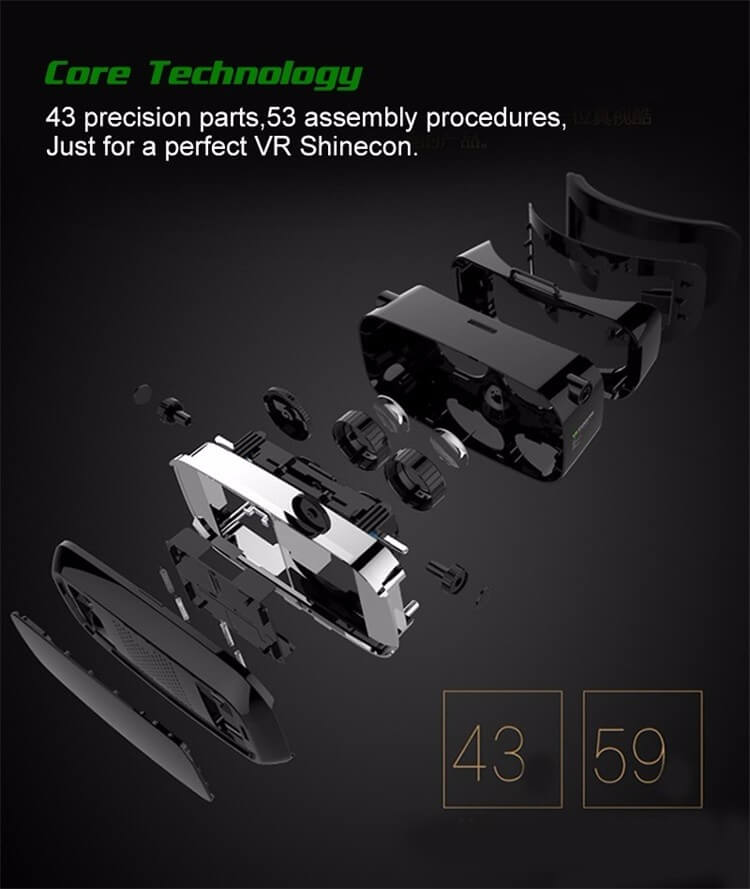 Core Technology
43 precision parts,53 assembly procedures,
Just for a perfect VR Shinecon.
43 59